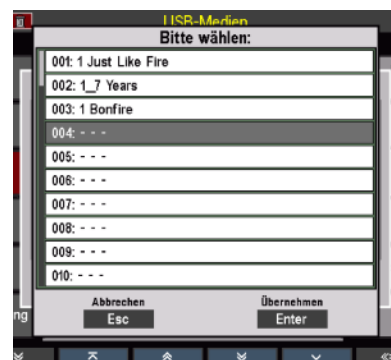 USB-Medien
Bitte wählen:
001: 1 Just Like Fire
002: 1_7 Years
003: 1 Bonfire
004: - - -
005: - - -
006: - - -
007: - - -
008: - - -
009: - - -
010: - - -
Abbrechen
Übernehmen
Esc
Enter
ng